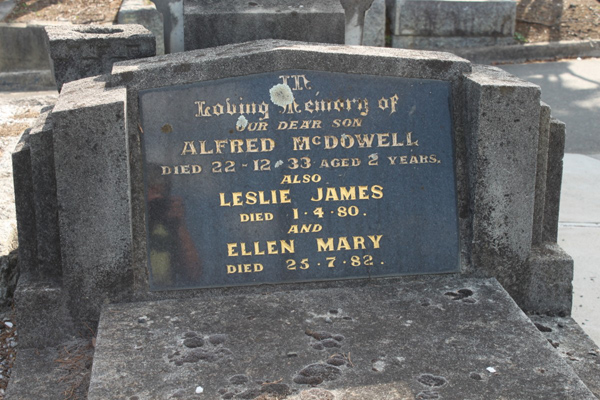 IN
Loving Memory of
OUR DEAR SON
ALFRED McDOWELL
DIED 22-12-33 AGED 2 YEARS.
ALSO
LESLIE JAMES
DIED 1·4·80.
AND
ELLEN MARY
DIED 25·7·82.